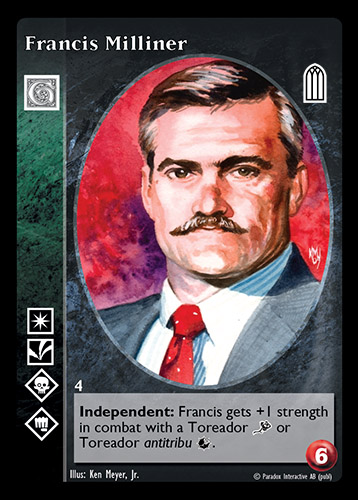 Francis Milliner
G
4
Independent: Francis gets +1 strength
in combat with a Toreador or
Toreador antitribu .
6
Illus: Ken Meyer, Jr.
© Paradox Interactive AB (publ)